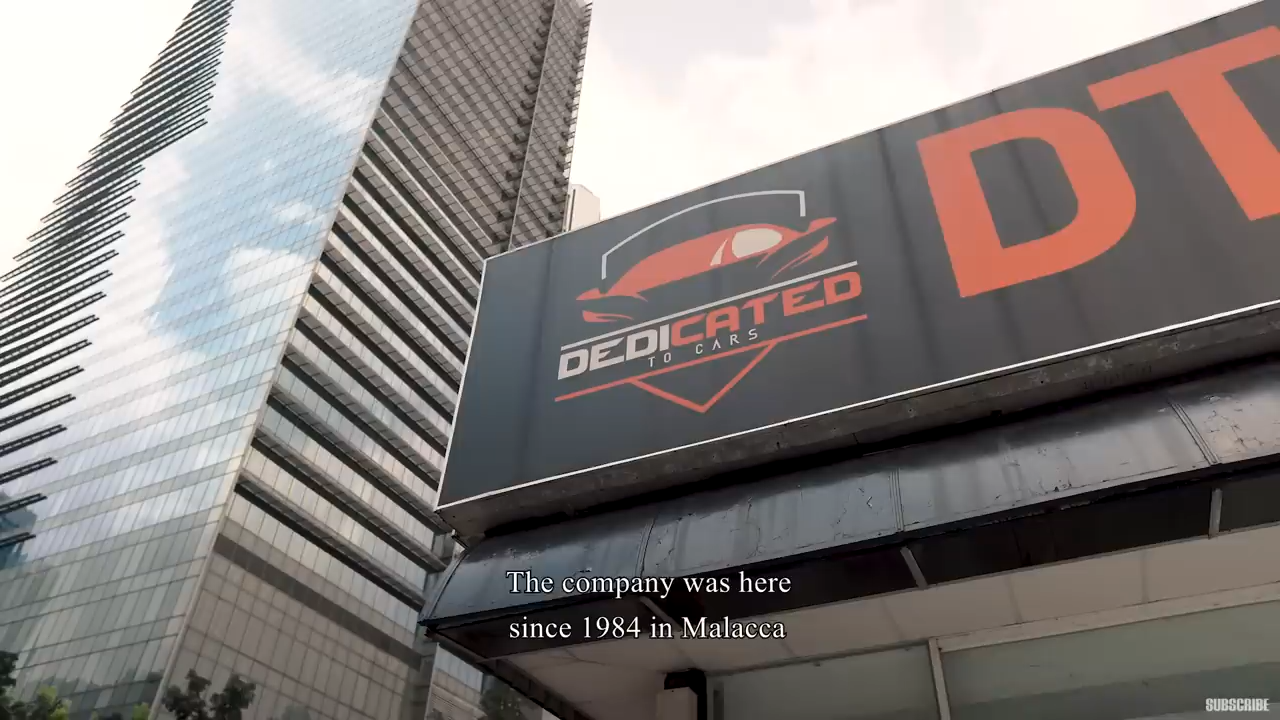 DT
DEDICATED
TO CARS
The company was here
since 1984 in Malacca
SUBSCRIBE